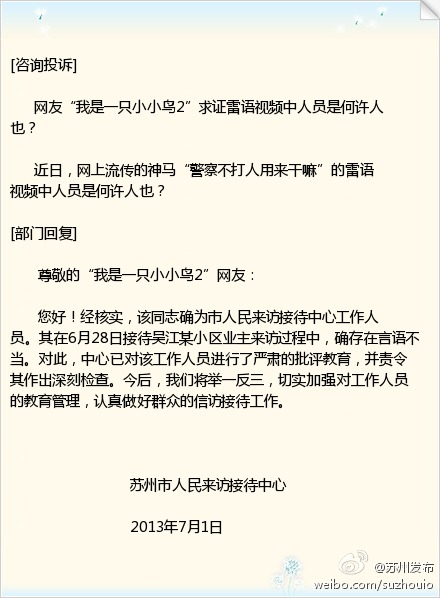 [咨询投诉]
网友“我是一只小小鸟2”求证雷语视频中人员是何许人
也？
近日，网上流传的神马“警察不打人用来干嘛”的雷语
视频中人员是何许人也？
[部门回复]
尊敬的“我是一只小小鸟2”网友：
您好！经核实，该同志确为市人民来访接待中心工作人
员。其在6月28日接待吴江某小区业主来访过程中，确存在言语不
当。对此，中心已对该工作人员进行了严肃的批评教育，并责令
其作出深刻检查。今后，我们将举一反三，切实加强对工作人员
的教育管理，认真做好群众的信访接待工作。
苏州市人民来访接待中心
2013年7月1日
@苏州发布
weibo.com/suzhouio